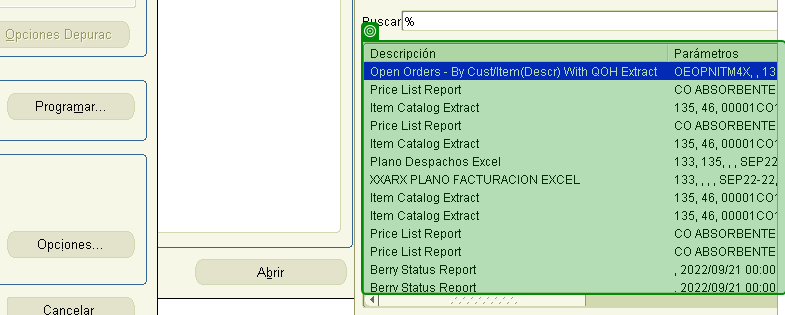 Opciones Depurac
Programar...
Opciones...
Cancelar
Abrir
Buscar %
Descripción Parámetros
Open Orders - By Cust/Item(Descr) With QOH Extract OEOPNITM4X, , 13
Price List Report CO ABSORBENTE
Item Catalog Extract 135, 46, 00001CO1
Price List Report CO ABSORBENTE
Item Catalog Extract 135, 46, 00001CO1
Plano Despachos Excel 133, 135, , , SEP22
XXARX PLANO FACTURACION EXCEL 133, , , , SEP22-22,
Item Catalog Extract 135, 46, 00001CO1
Item Catalog Extract 135, 46, 00001CO1
Price List Report CO ABSORBENTE
Price List Report CO ABSORBENTE
Berry Status Report , 2022/09/21 00:00
Berry Status Report , 2022/09/21 00:00